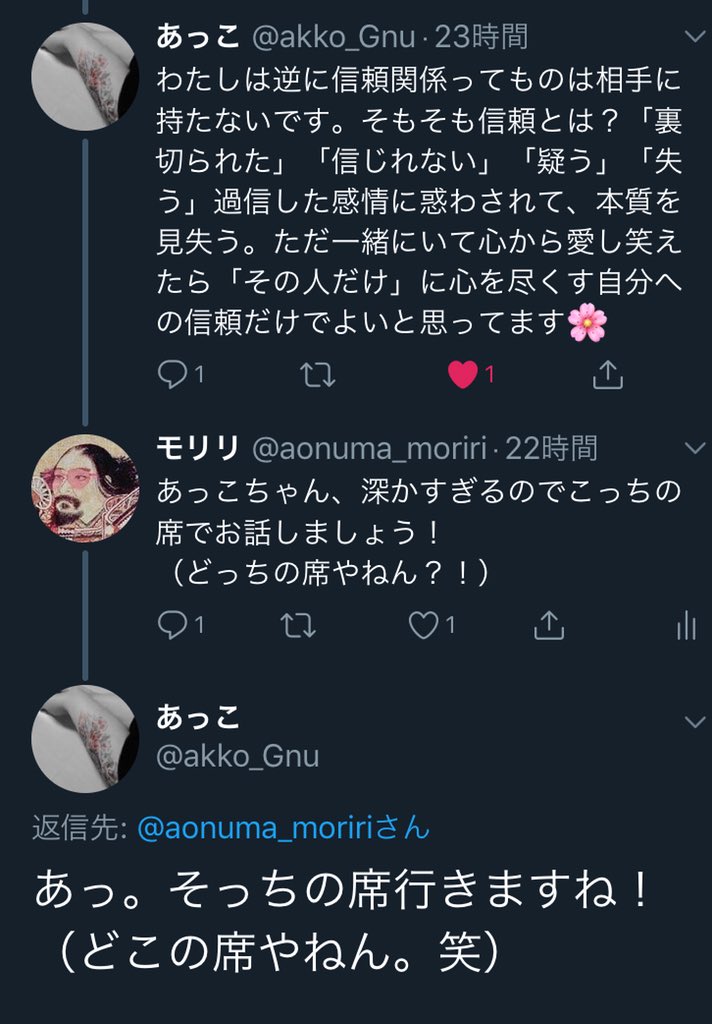 あっこ @akko_Gnu · 23時間
わたしは逆に信頼関係ってものは相手に
持たないです。そもそも信頼とは？「裏
切られた」「信じれない」「疑う」「失
う」過信した感情に惑わされて、本質を
見失う。ただ一緒にいて心から愛し笑え
たら「その人だけ」に心を尽くす自分へ
の信頼だけでよいと思ってます🌸
1 1
モリリ @aonuma_moriri · 22時間
あっこちゃん、深かすぎるのでこっちの
席でお話しましょう！
（どっちの席やねん？！）
1 1
あっこ
@akko_Gnu
返信先: @aonuma_moririさん
あっ。そっちの席行きますね！
（どこの席やねん。笑）